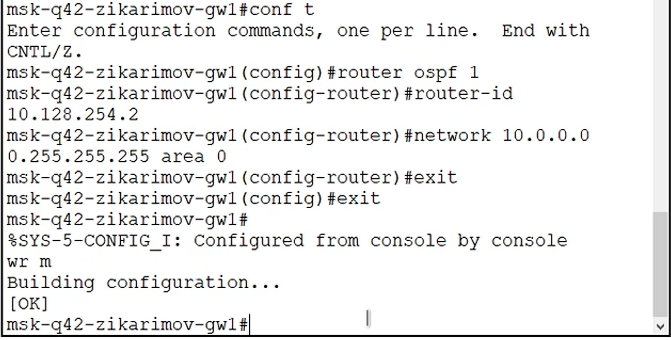 msk-q42-zikarimov-gw1#conf t
Enter configuration commands, one per line.  End with
CNTL/Z.
msk-q42-zikarimov-gw1(config)#router ospf 1
msk-q42-zikarimov-gw1(config-router)#router-id
10.128.254.2
msk-q42-zikarimov-gw1(config-router)#network 10.0.0.0
0.255.255.255 area 0
msk-q42-zikarimov-gw1(config-router)#exit
msk-q42-zikarimov-gw1(config)#exit
msk-q42-zikarimov-gw1#
%SYS-5-CONFIG_I: Configured from console by console
wr m
Building configuration...
[OK]
msk-q42-zikarimov-gw1#